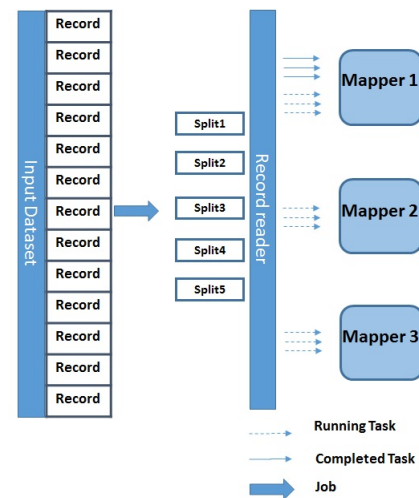 Input Dataset
Record
Record
Record
Record
Record
Record
Record
Record
Record
Record
Record
Record
Record
Split1
Split2
Split3
Split4
Split5
Record reader
Mapper 1
Mapper 2
Mapper 3
Running Task
Completed Task
Job